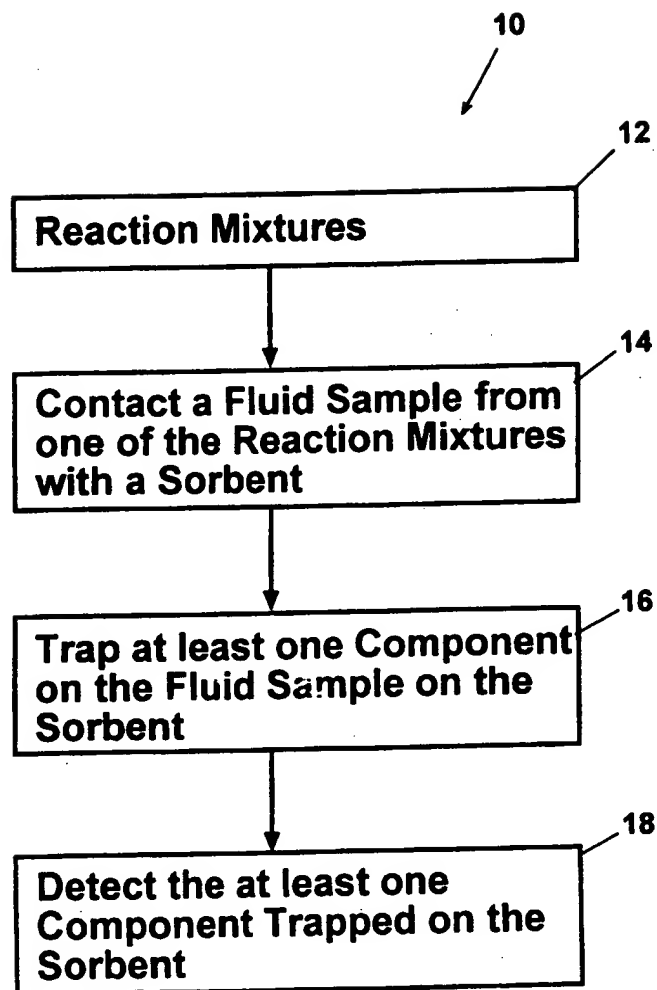 10
12
Reaction Mixtures
14
Contact a Fluid Sample from
one of the Reaction Mixtures
with a Sorbent
16
Trap at least one Component
on the Fluid Sample on the
Sorbent
18
Detect the at least one
Component Trapped on the
Sorbent